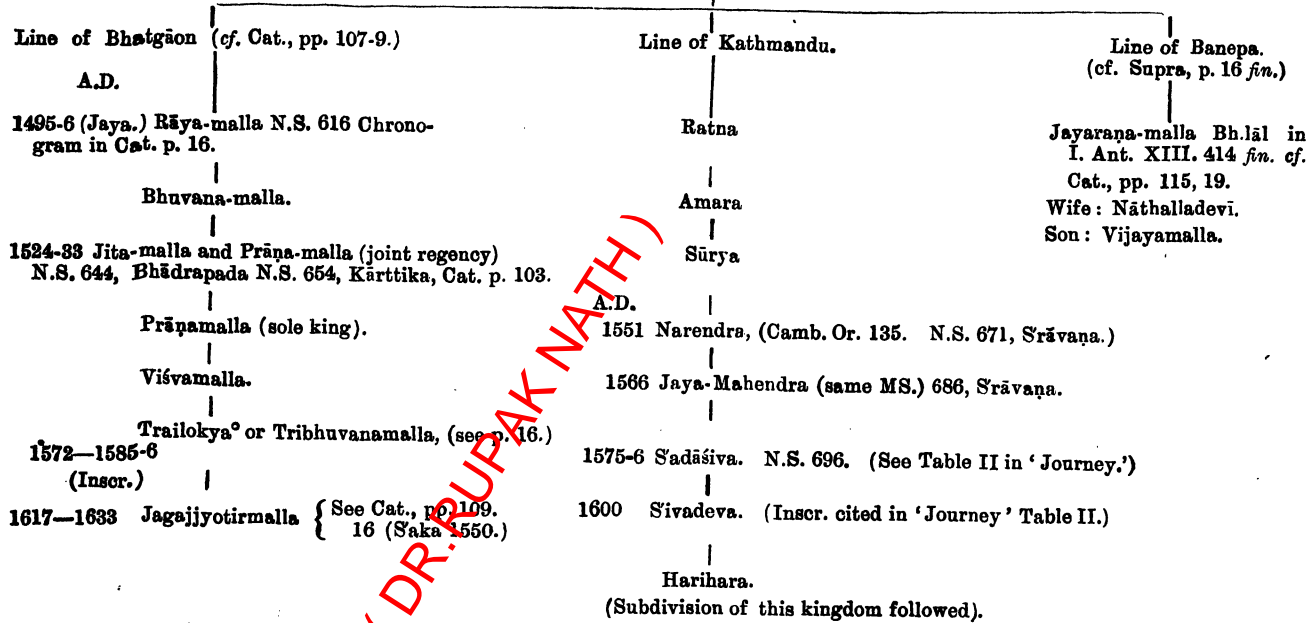 Line of Bhatgāon (cf. Cat., pp. 107-9.)
A.D.
1495-6 (Jaya.) Rāya-malla N.S. 616 Chrono-
gram in Cat. p. 16.
Bhuvana-malla.
1524-33 Jita-malla and Prāṇa-malla (joint regency)
N.S. 644, Bhādrapada N.S. 654, Kārttika, Cat. p. 103.
Prāṇamalla (sole king).
Viśvamalla.
Trailokya° or Tribhuvanamalla, (see p. 16.)
1572—1585-6
(Inscr.)
1617—1633 Jagajjyotirmalla { See Cat., pp. 109.
16 (S'aka 1550.)
Line of Kathmandu.
Ratna
Amara
Sūrya
A.D.
1551 Narendra, (Camb. Or. 135. N.S. 671, S'rāvaṇa.)
1566 Jaya-Mahendra (same MS.) 686, S'rāvaṇa.
1575-6 S'adāśiva. N.S. 696. (See Table II in ‘Journey.’)
1600 S'ivadeva. (Inscr. cited in ‘Journey’ Table II.)
Harihara.
(Subdivision of this kingdom followed).
Line of Banepa.
(cf. Supra, p. 16 fin.)
Jayaraṇa-malla Bh.lāl in
I. Ant. XIII. 414 fin. cf.
Cat., pp. 115, 19.
Wife: Nāthalladevī.
Son: Vijayamalla.
( DR.RUPAK NATH )